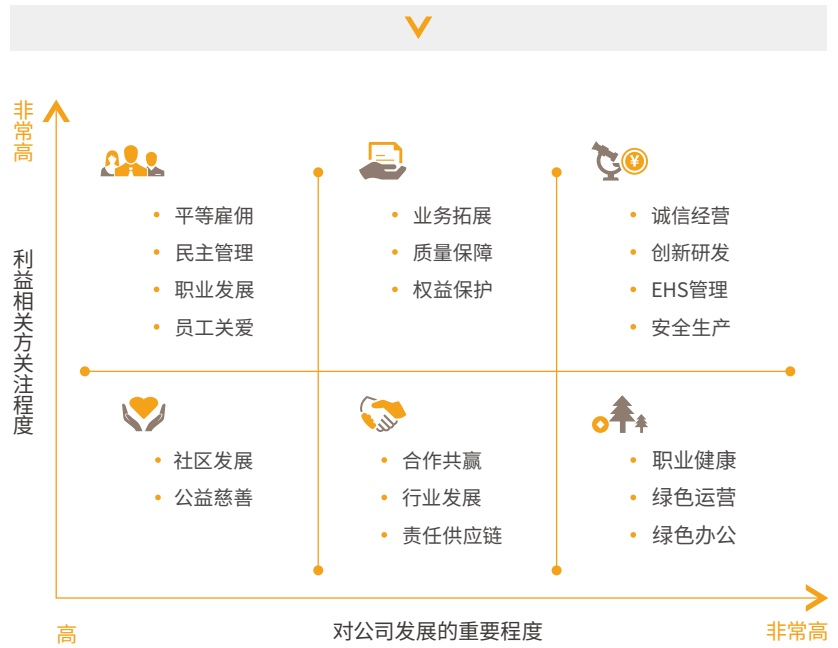 非常高
利益相关方关注程度
平等雇佣
民主管理
职业发展
员工关爱
业务拓展
质量保障
权益保护
¥
诚信经营
创新研发
EHS管理
安全生产
社区发展
公益慈善
合作共赢
行业发展
责任供应链
职业健康
绿色运营
绿色办公
高
对公司发展的重要程度
非常高